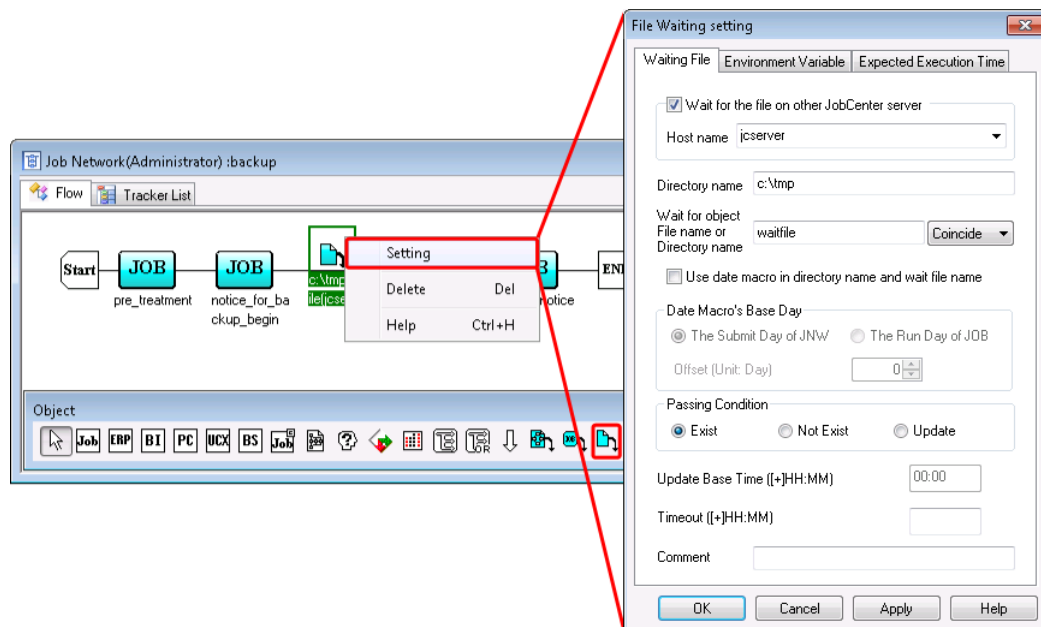 Job Network(Administrator) :backup
Flow
Tracker List
Start
JOB
JOB
pre_treatment
notice_for_ba
ckup_begin
c:\tmp
file(jcse
Setting
Delete Del
Help Ctrl+H
B
notice
EN
Object
Job ERP BI PC UCX BS Job
OR
File Waiting setting
Waiting File Environment Variable Expected Execution Time
Wait for the file on other JobCenter server
Host name jcserver
Directory name c:\tmp
Wait for object
File name or
Directory name
waitfile Coincide
Use date macro in directory name and wait file name
Date Macro's Base Day
The Submit Day of JNW The Run Day of JOB
Offset (Unit: Day) 0
Passing Condition
Exist Not Exist Update
Update Base Time ([+]HH:MM) 00:00
Timeout ([+]HH:MM)
Comment
OK Cancel Apply Help